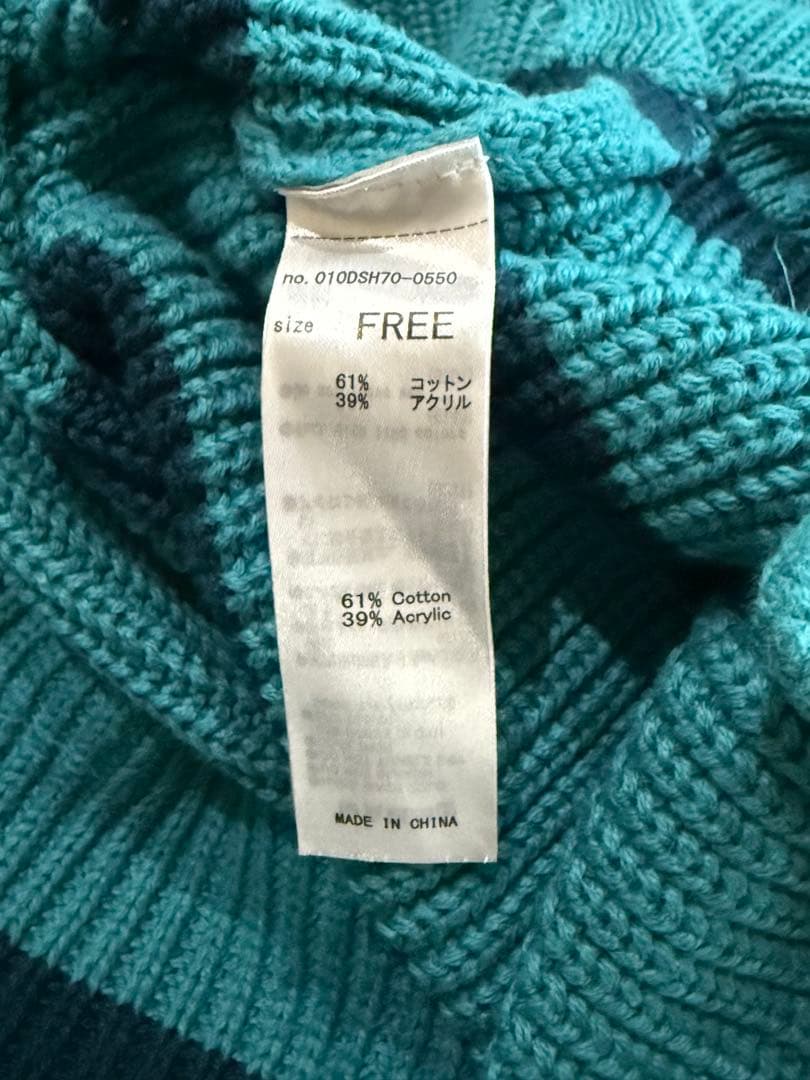 no. 010DSH70-0550
size FREE
61% コットン
39% アクリル
61% Cotton
39% Acrylic
MADE IN CHINA